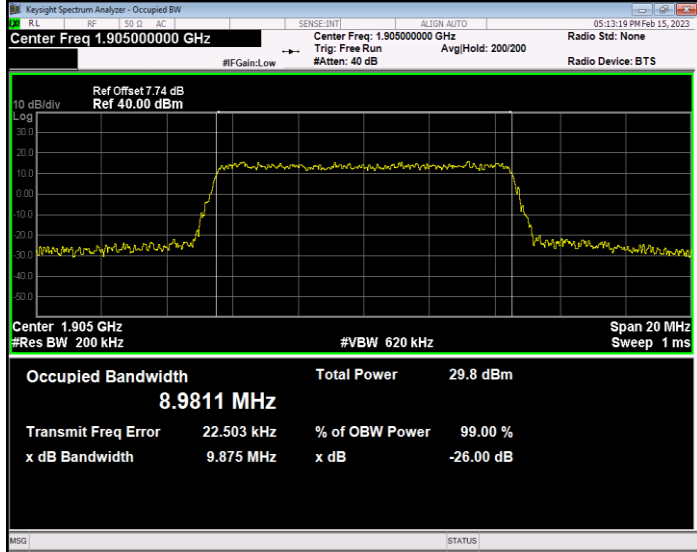 Keysight Spectrum Analyzer - Occupied BW
RL RF 50 Ω AC SENSE:INT ALIGN AUTO 05:13:19 PM Feb 15, 2023
Center Freq 1.905000000 GHz
Center Freq: 1.905000000 GHz
Radio Std: None
Trig: Free Run Avg|Hold: 200/200
#IFGain:Low #Atten: 40 dB Radio Device: BTS
Ref Offset 7.74 dB
10 dB/div Ref 40.00 dBm
Log
30.0
20.0
10.0
0.00
-10.0
-20.0
-30.0
-40.0
-50.0
Center 1.905 GHz Span 20 MHz
#Res BW 200 kHz #VBW 620 kHz Sweep 1 ms
Occupied Bandwidth Total Power 29.8 dBm
8.9811 MHz
Transmit Freq Error 22.503 kHz % of OBW Power 99.00 %
x dB Bandwidth 9.875 MHz x dB -26.00 dB
MSG STATUS